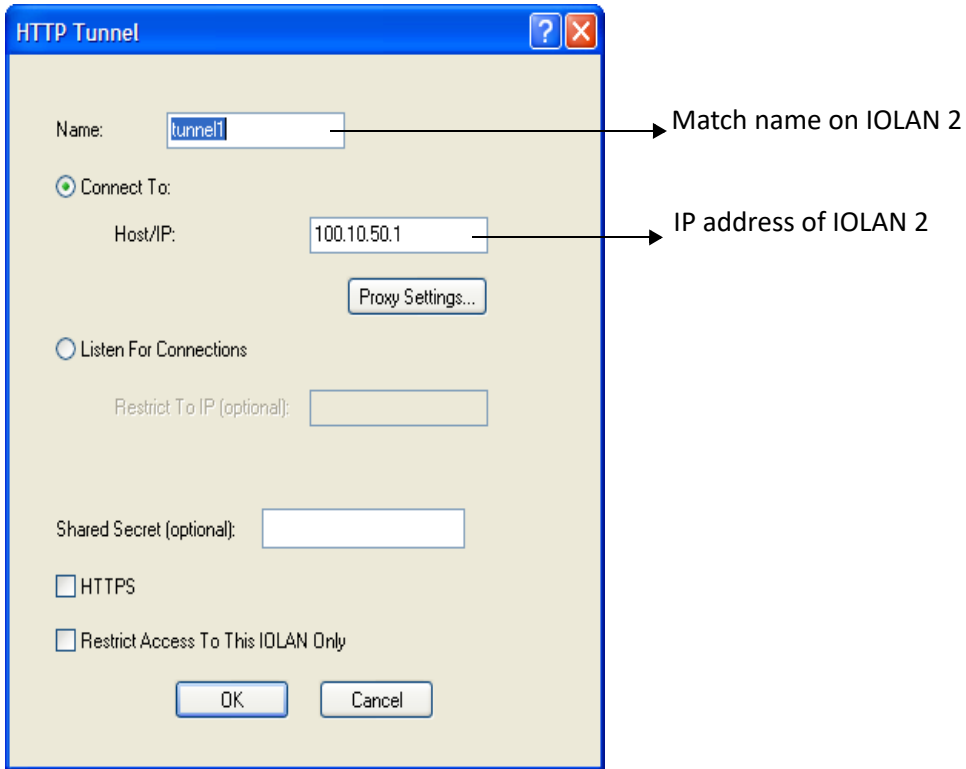 HTTP Tunnel
Name: tunnel1
Match name on IOLAN 2
Connect To:
Host/IP: 100.10.50.1
IP address of IOLAN 2
Proxy Settings...
Listen For Connections
Restrict To IP (optional):
Shared Secret (optional):
HTTPS
Restrict Access To This IOLAN Only
OK Cancel